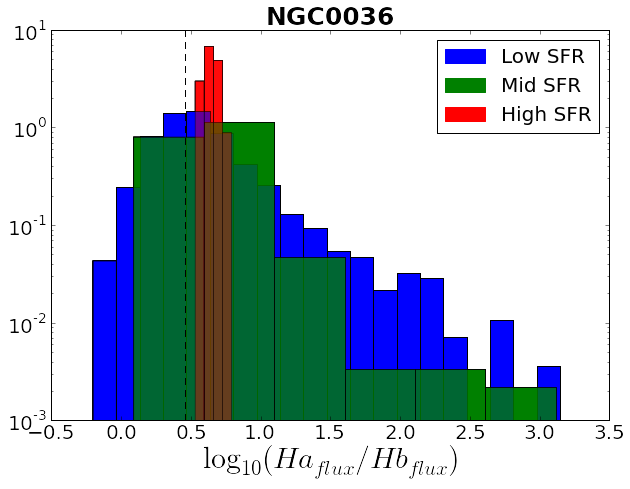 NGC0036
Low SFR
Mid SFR
High SFR
10^1
10^0
10^-1
10^-2
10^-3
−0.5 0.0 0.5 1.0 1.5 2.0 2.5 3.0 3.5
log_10(Ha_flux/Hb_flux)